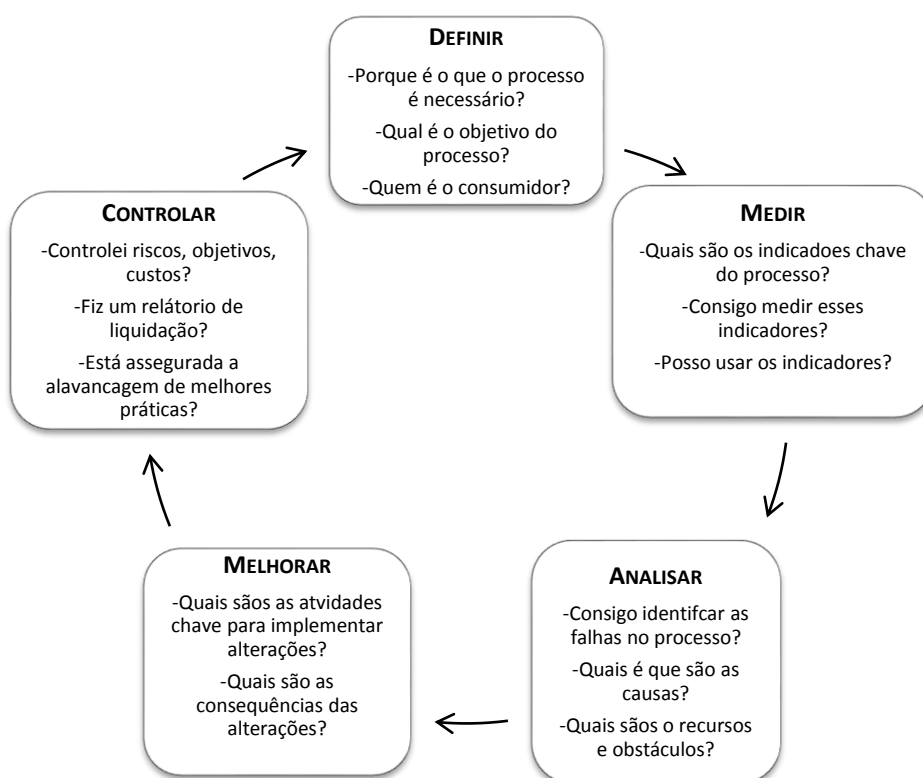 DEFINIR
-Porque é o que o processo
é necessário?
-Qual é o objetivo do
processo?
-Quem é o consumidor?
MEDIR
-Quais são os indicadoes chave
do processo?
-Consigo medir esses
indicadores?
-Posso usar os indicadores?
ANALISAR
-Consigo identifcar as
falhas no processo?
-Quais é que são as
causas?
-Quais sãos o recursos
e obstáculos?
MELHORAR
-Quais sãos as atvidades
chave para implementar
alterações?
-Quais são as
consequências das
alterações?
CONTROLAR
-Controlei riscos, objetivos,
custos?
-Fiz um relátorio de
liquidação?
-Está assegurada a
alavancagem de melhores
práticas?